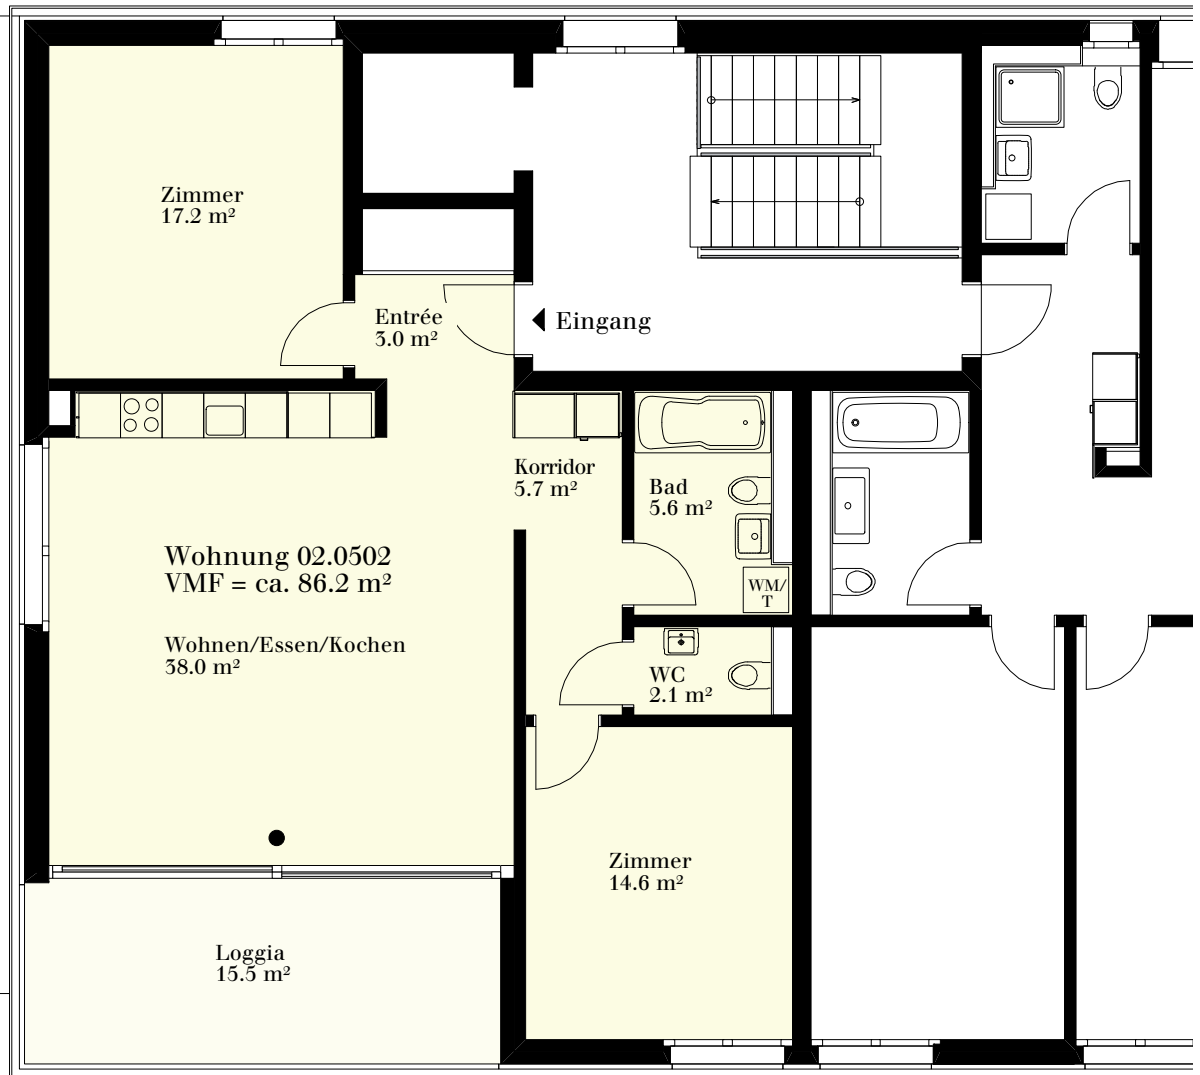 Zimmer
17.2 m²
Entrée
3.0 m²
Eingang
Korridor
5.7 m²
Bad
5.6 m²
Wohnung 02.0502
VMF = ca. 86.2 m²
WM/
T
Wohnen/Essen/Kochen
38.0 m²
WC
2.1 m²
Zimmer
14.6 m²
Loggia
15.5 m²